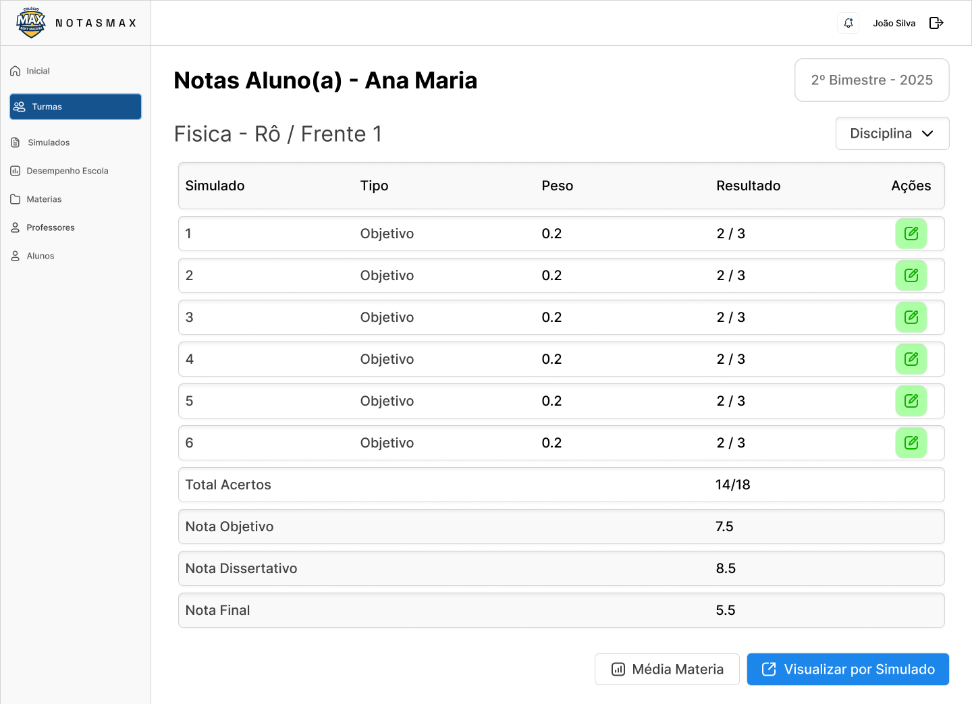 COLÉGIO
MAX
NOTASMAX
João Silva
Inicial
Turmas
Simulados
Desempenho Escola
Materias
Professores
Alunos
Notas Aluno(a) - Ana Maria
2º Bimestre - 2025
Fisica - Rô / Frente 1
Disciplina
Simulado Tipo Peso Resultado Ações
1 Objetivo 0.2 2 / 3
2 Objetivo 0.2 2 / 3
3 Objetivo 0.2 2 / 3
4 Objetivo 0.2 2 / 3
5 Objetivo 0.2 2 / 3
6 Objetivo 0.2 2 / 3
Total Acertos 14/18
Nota Objetivo 7.5
Nota Dissertativo 8.5
Nota Final 5.5
Média Materia
Visualizar por Simulado